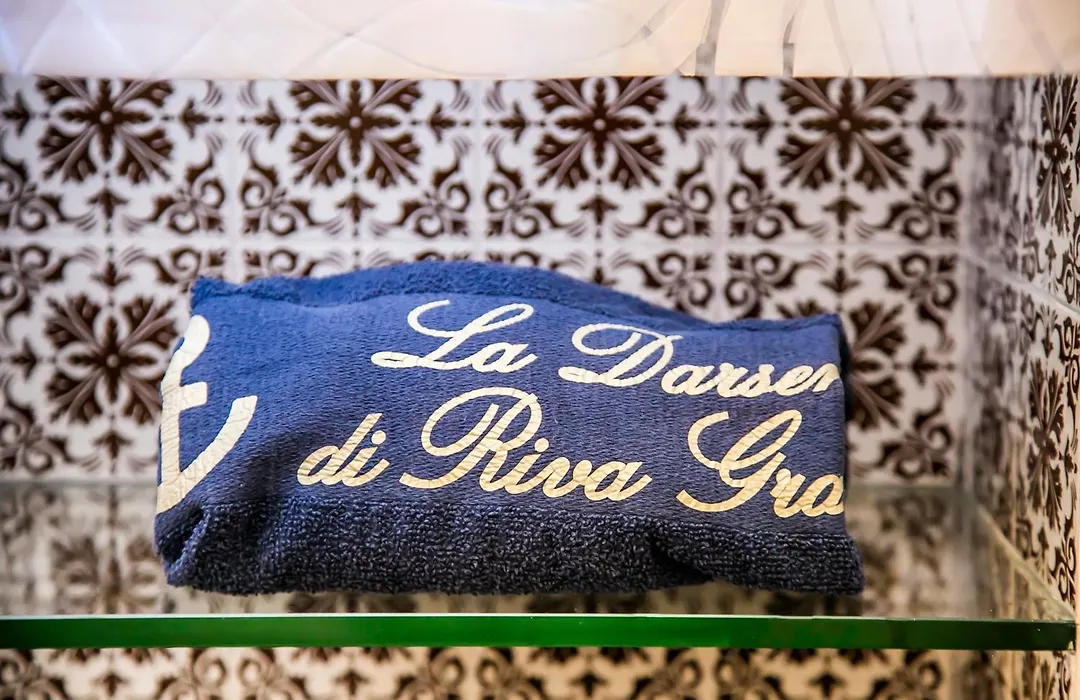 La Darsen
di Riva Gra